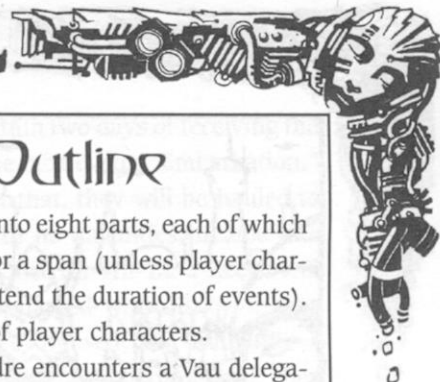 Outline
into eight parts, each of which
or a span (unless player char-
tend the duration of events).
of player characters.
dre encounters a Vau delega-